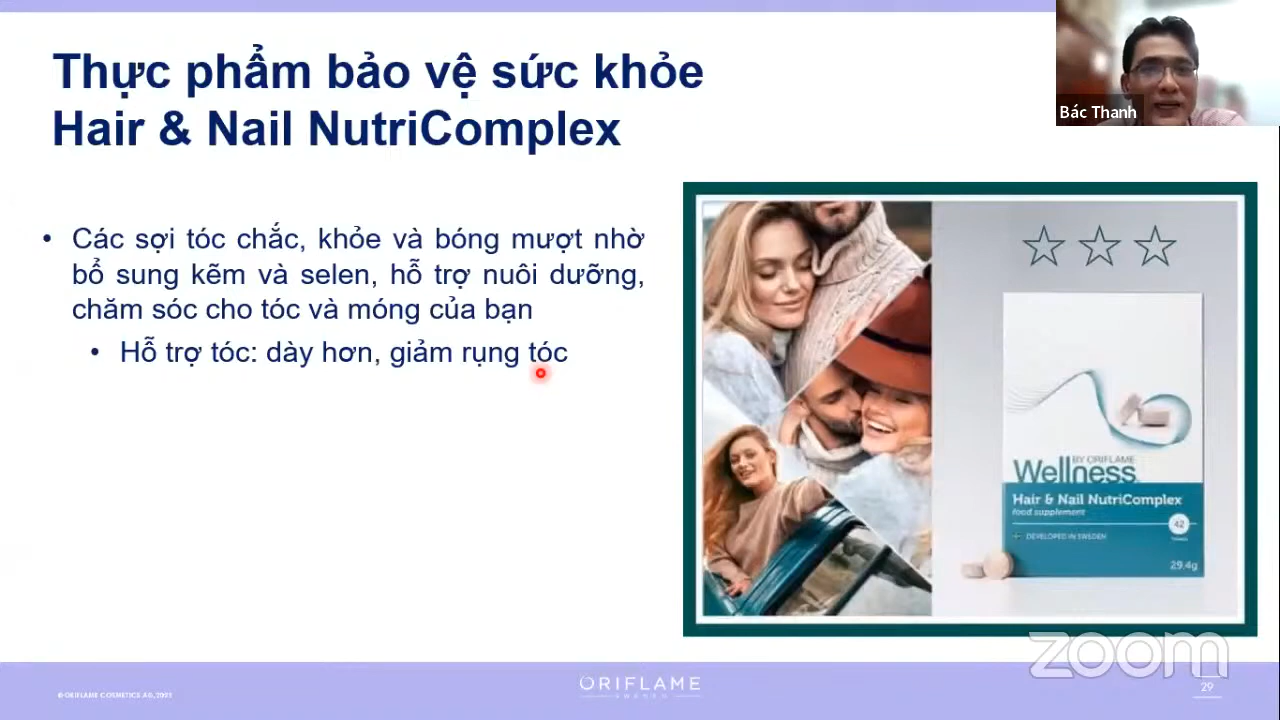 Thực phẩm bảo vệ sức khỏe
Hair & Nail NutriComplex
Bác Thanh
• Các sợi tóc chắc, khỏe và bóng mượt nhờ
bổ sung kẽm và selen, hỗ trợ nuôi dưỡng,
chăm sóc cho tóc và móng của bạn
• Hỗ trợ tóc: dày hơn, giảm rụng tóc
BY ORIFLAME
Wellness
Hair & Nail NutriComplex
food supplement
42
DEVELOPED IN SWEDEN
29.4g
zoom
©ORIFLAME COSMETICS AG, 2021
ORIFLAME
SWEDEN
29